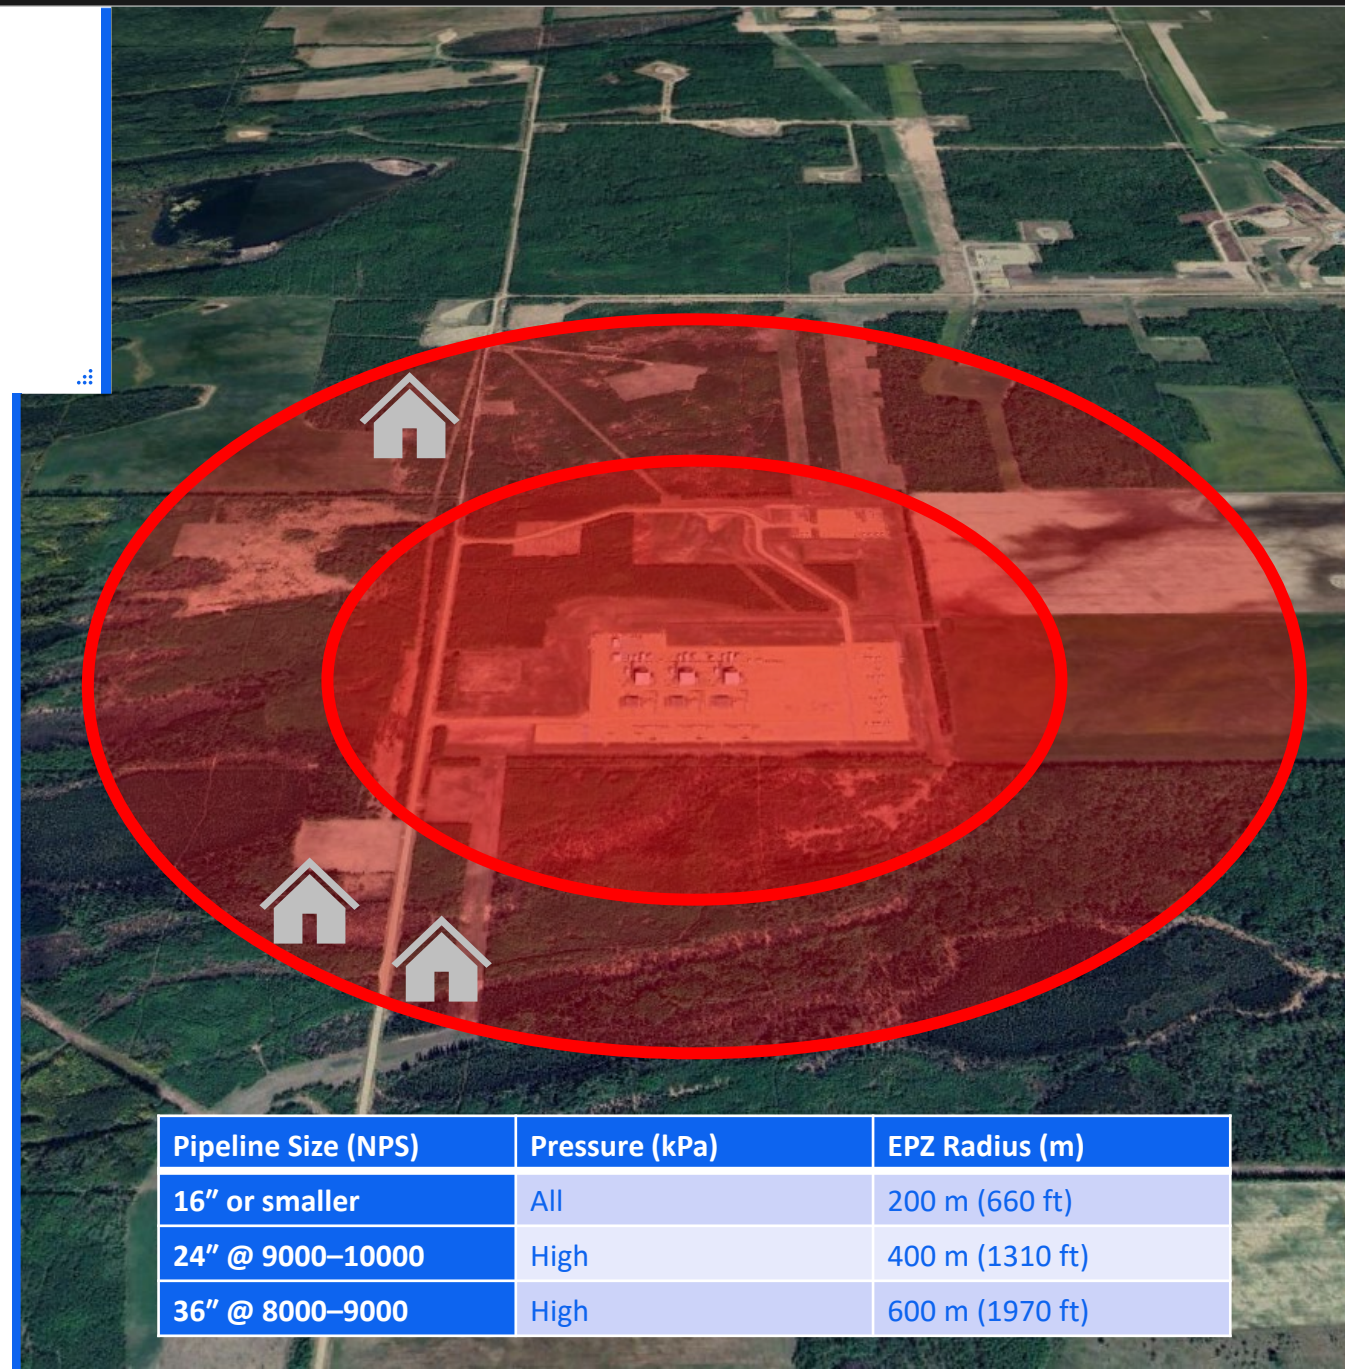 Pipeline Size (NPS) Pressure (kPa) EPZ Radius (m)
16″ or smaller All 200 m (660 ft)
24″ @ 9000–10000 High 400 m (1310 ft)
36″ @ 8000–9000 High 600 m (1970 ft)